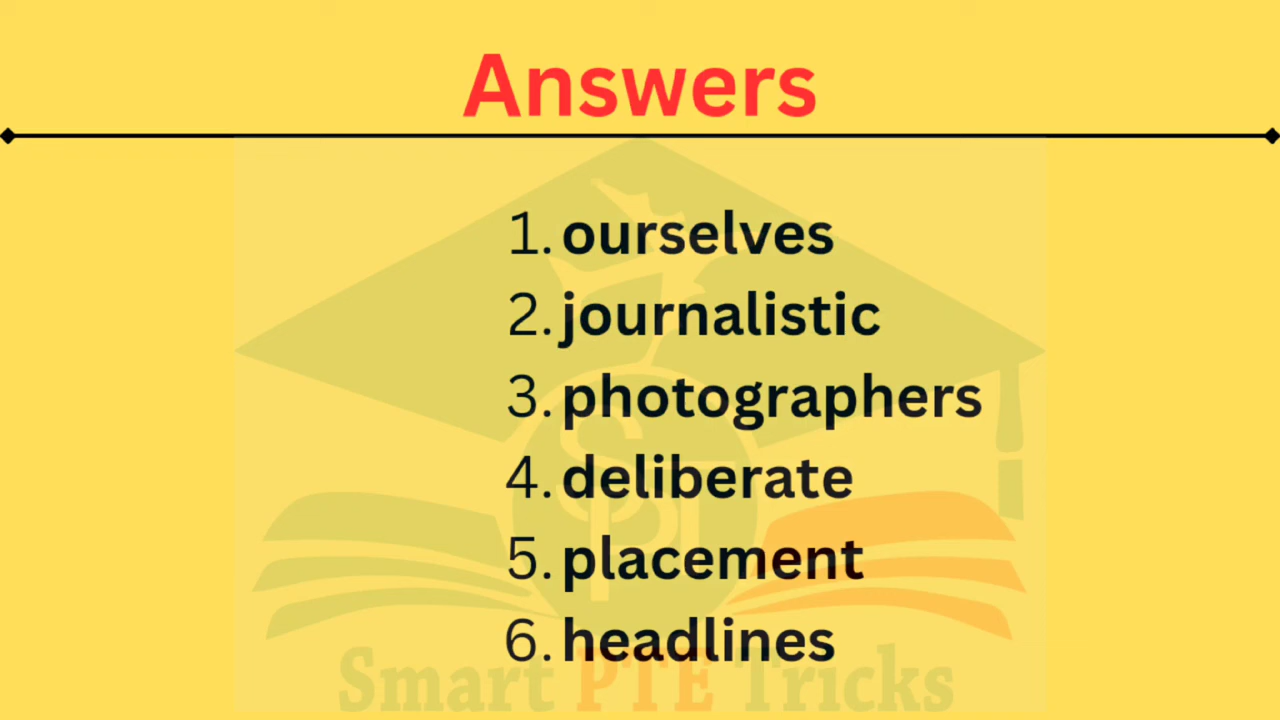 Answers
1. ourselves
2. journalistic
3. photographers
4. deliberate
5. placement
6. headlines
Smart PTE Tricks